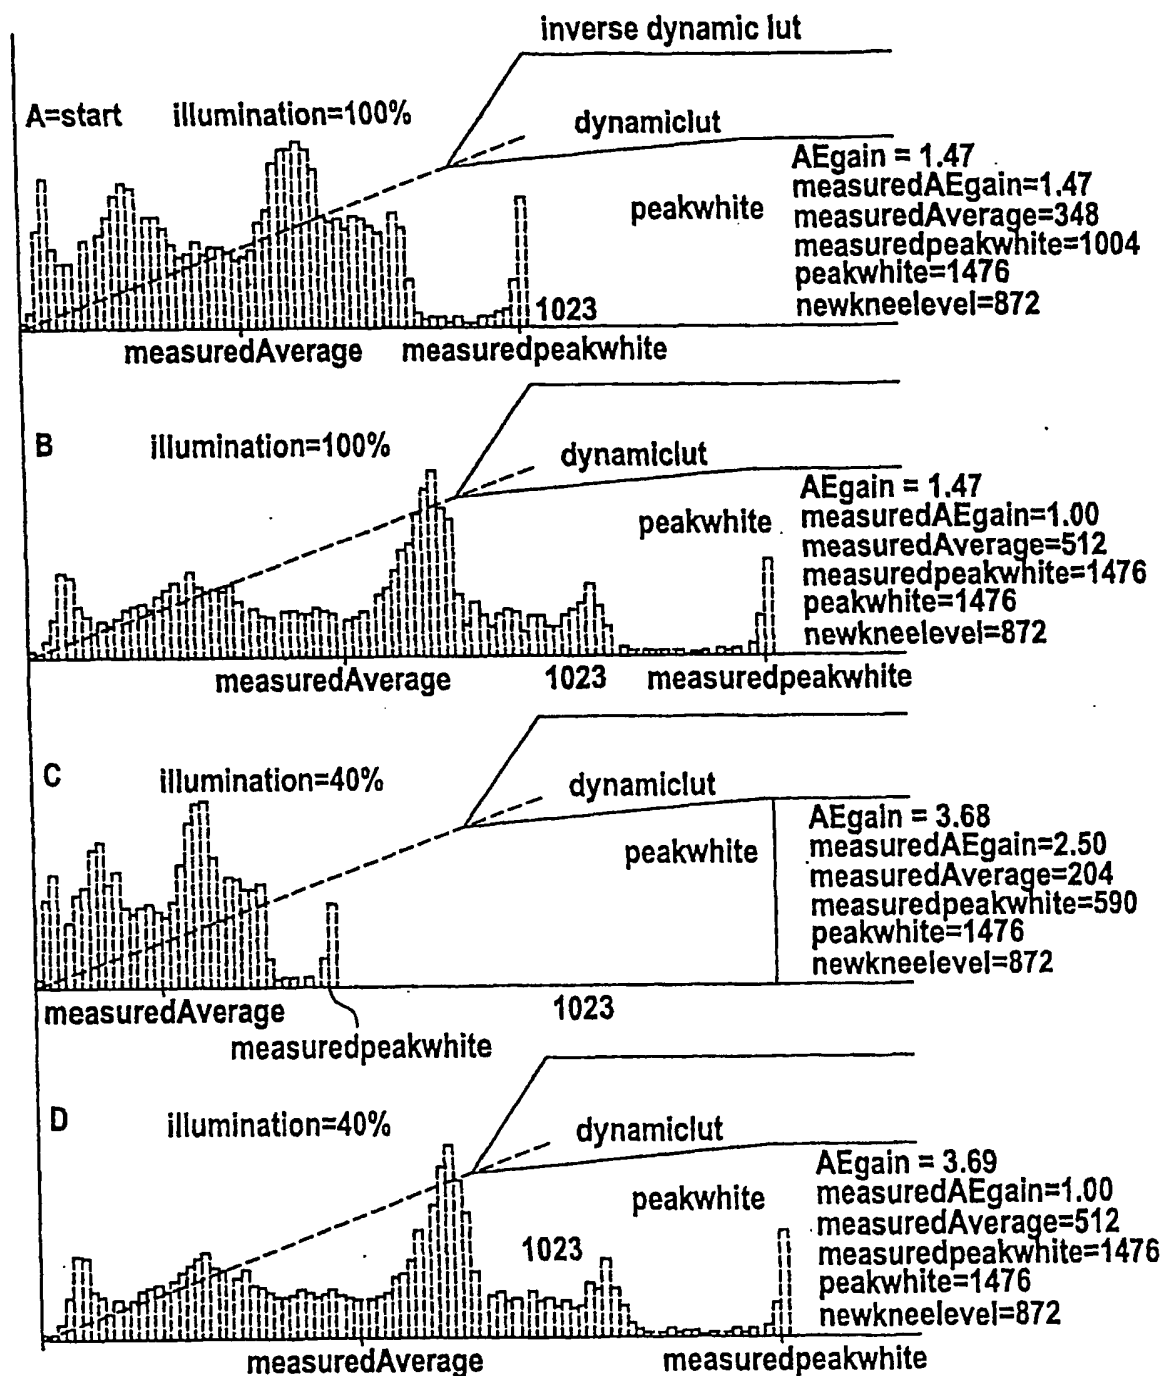 inverse dynamic lut
A=start illumination=100%
dynamiclut
AEgain = 1.47
measuredAEgain=1.47
peakwhite
measuredAverage=348
measuredpeakwhite=1004
peakwhite=1476
newkneelevel=872
1023
measuredAverage measuredpeakwhite
B illumination=100%
dynamiclut
AEgain = 1.47
peakwhite
measuredAEgain=1.00
measuredAverage=512
measuredpeakwhite=1476
peakwhite=1476
newkneelevel=872
measuredAverage 1023 measuredpeakwhite
C illumination=40%
dynamiclut
AEgain = 3.68
peakwhite
measuredAEgain=2.50
measuredAverage=204
measuredpeakwhite=590
peakwhite=1476
newkneelevel=872
measuredAverage 1023
measuredpeakwhite
D illumination=40%
dynamiclut
AEgain = 3.69
peakwhite
measuredAEgain=1.00
measuredAverage=512
1023
measuredpeakwhite=1476
peakwhite=1476
newkneelevel=872
measuredAverage measuredpeakwhite